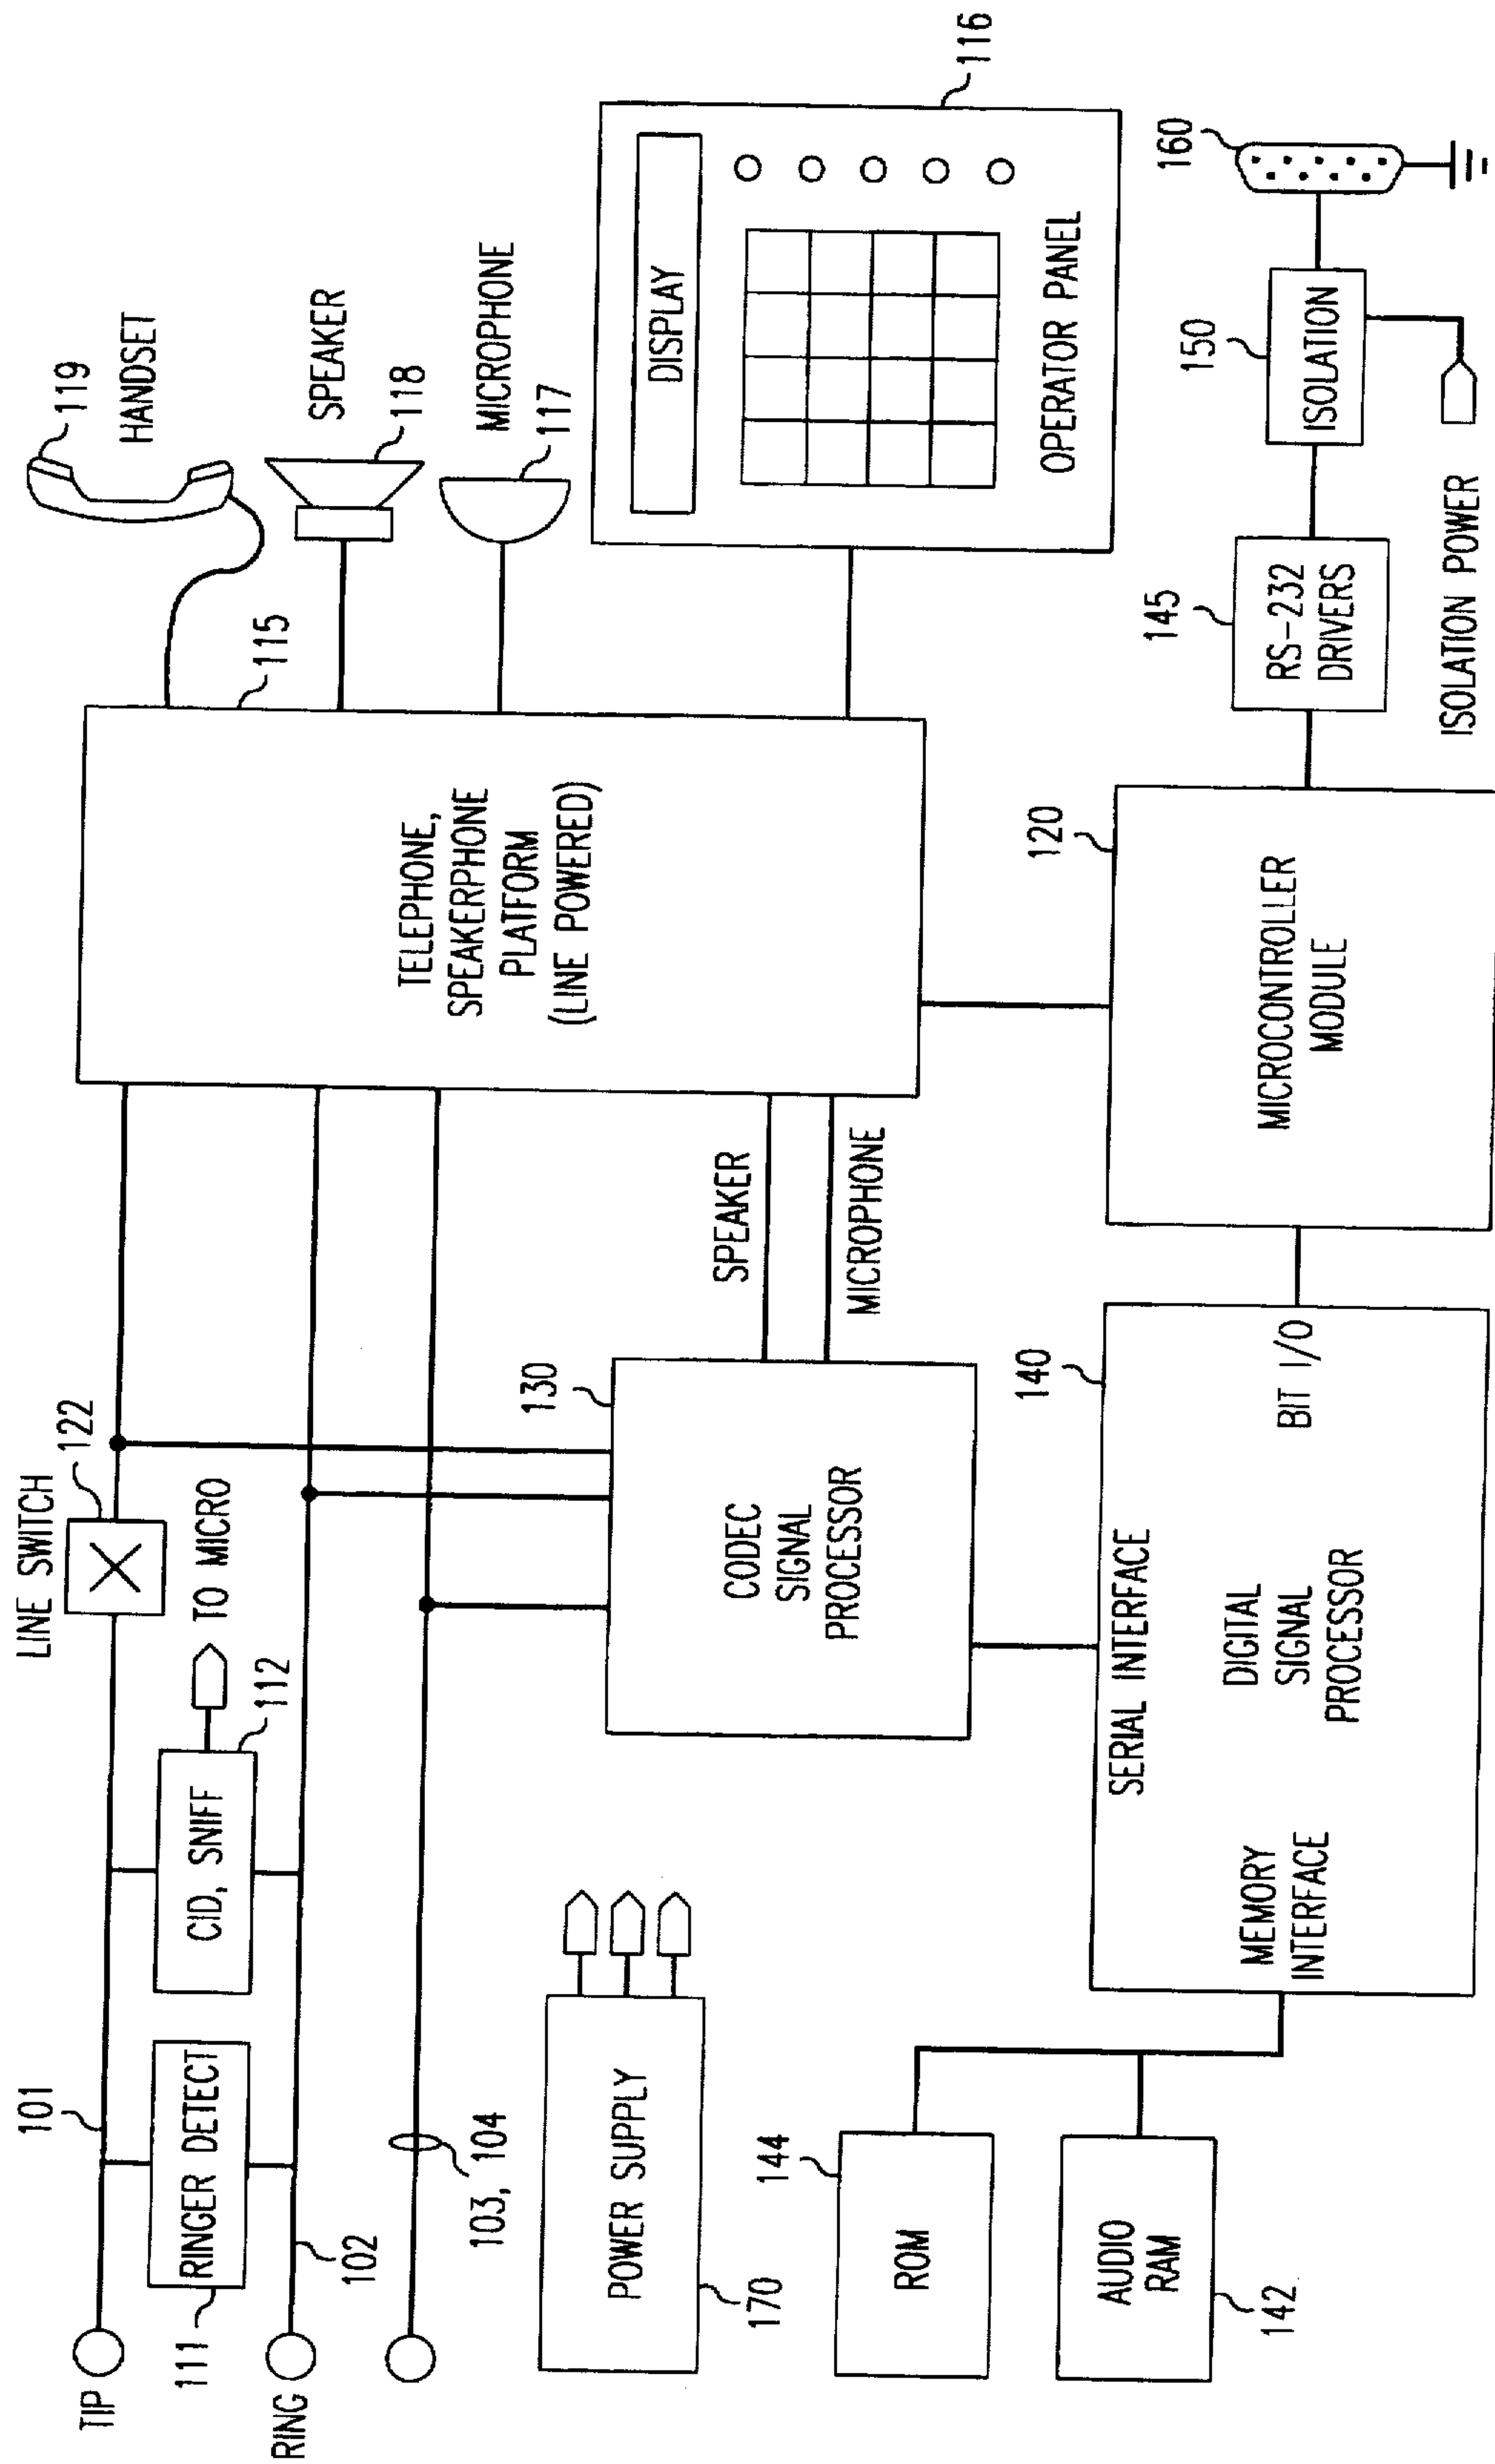 TIP
101
RINGER DETECT
111
RING
102
CID, SNIFF
112
TO MICRO
LINE SWITCH
122
103, 104
POWER SUPPLY
170
TELEPHONE,
SPEAKERPHONE
PLATFORM
(LINE POWERED)
115
119
HANDSET
SPEAKER
118
MICROPHONE
117
116
DISPLAY
OPERATOR PANEL
SPEAKER
MICROPHONE
130
CODEC
SIGNAL
PROCESSOR
144
ROM
AUDIO
RAM
142
140
SERIAL INTERFACE
MEMORY
INTERFACE
DIGITAL
SIGNAL
PROCESSOR
BIT I/O
120
MICROCONTROLLER
MODULE
145
RS-232
DRIVERS
150
ISOLATION
160
ISOLATION POWER